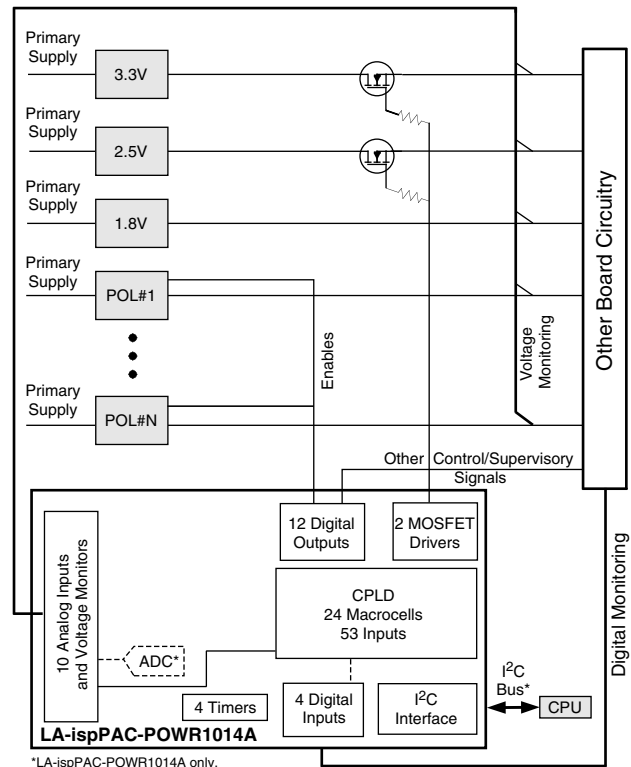 Primary
Supply
3.3V
Primary
Supply
2.5V
Primary
Supply
1.8V
Primary
Supply
POL#1
Primary
Supply
POL#N
Enables
Voltage
Monitoring
Other Board Circuitry
Other Control/Supervisory
Signals
12 Digital
Outputs
2 MOSFET
Drivers
10 Analog Inputs
and Voltage Monitors
CPLD
24 Macrocells
53 Inputs
ADC*
4 Timers
4 Digital
Inputs
I²C
Interface
I²C
Bus*
CPU
Digital Monitoring
LA-ispPAC-POWR1014A
*LA-ispPAC-POWR1014A only.